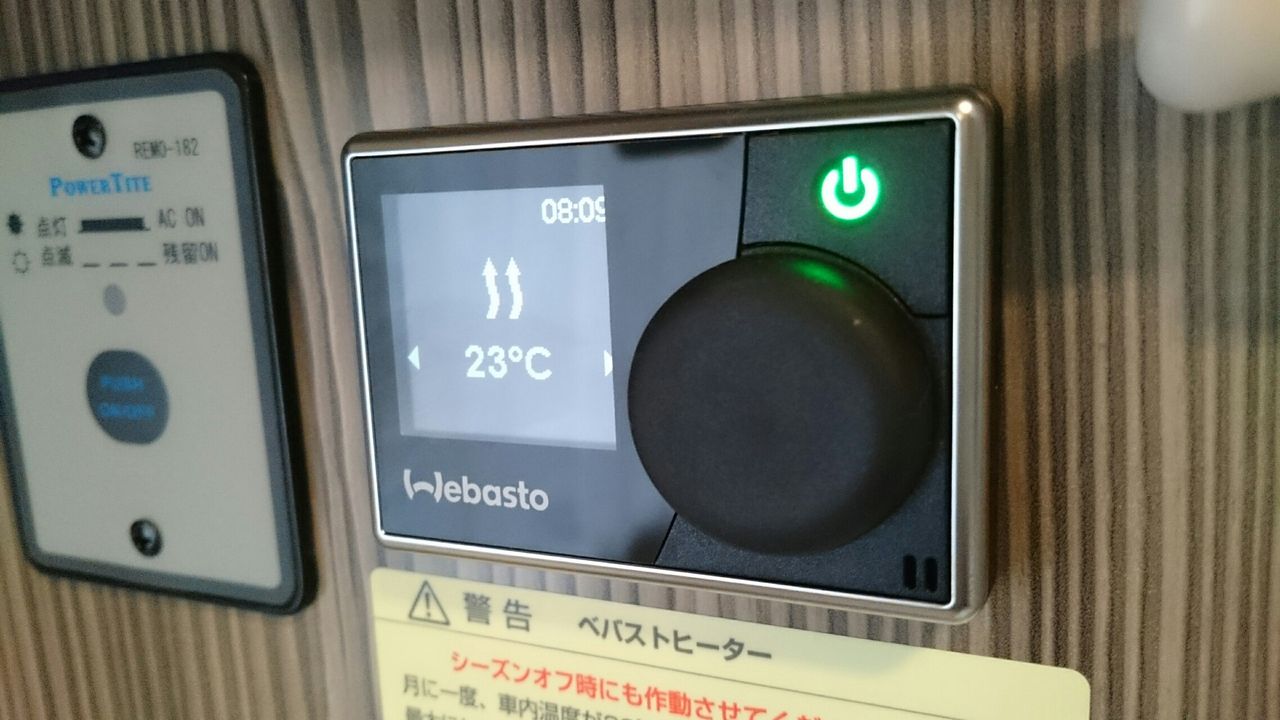 REMO-182
POWERTITE
点灯 AC ON
点滅 残留ON
PUSH
ON/OFF
08:09
23°C
Webasto
警告 ベバストヒーター
シーズンオフ時にも作動させてくだ
月に一度、車内温度が